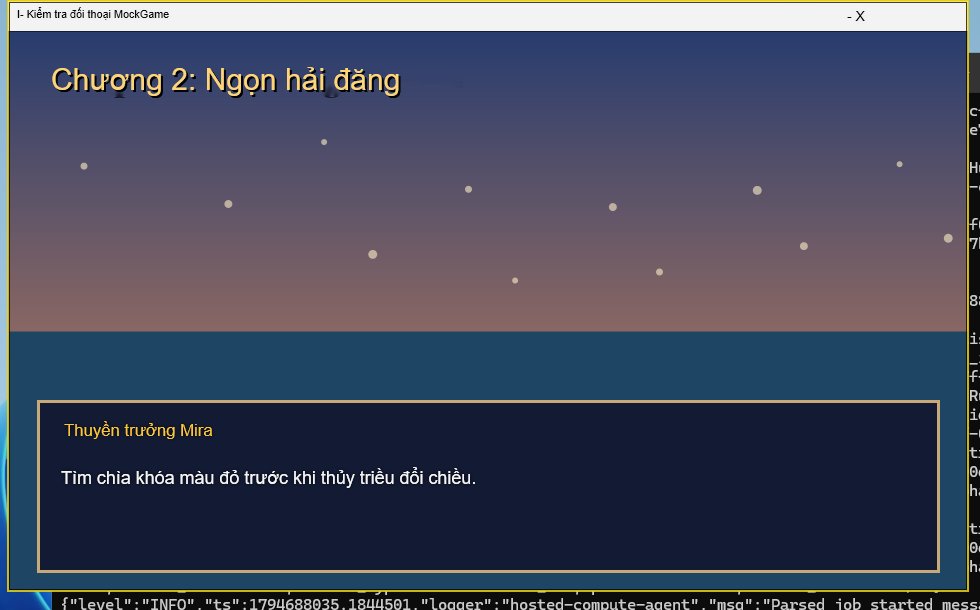 I- Kiểm tra đối thoại MockGame
- X
Chương 2: Ngọn hải đăng
Thuyền trưởng Mira
Tìm chìa khóa màu đỏ trước khi thủy triều đổi chiều.
{"level":"INFO","ts":1794688035.1844501,"logger":"hosted-compute-agent","msg":"Parsed job started